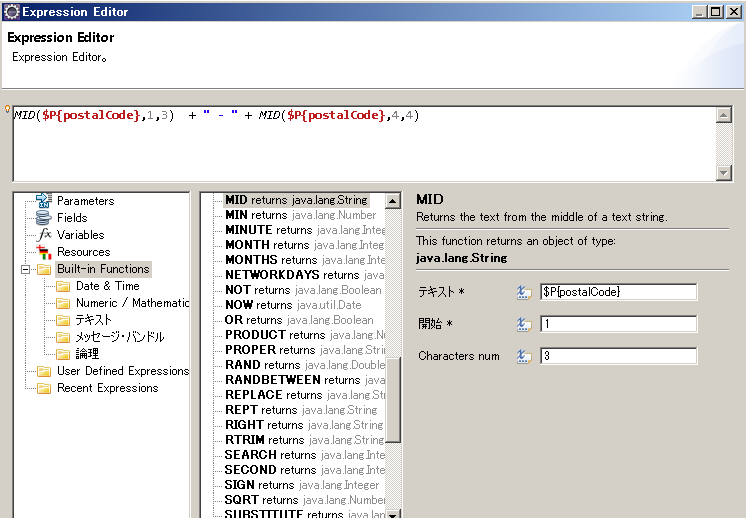 Expression Editor
Expression Editor
Expression Editor。
MID($P{postalCode},1,3)  + " - " + MID($P{postalCode},4,4)
Parameters
Fields
Variables
Resources
Built-in Functions
Date & Time
Numeric / Mathematic
テキスト
メッセージ・バンドル
論理
User Defined Expressions
Recent Expressions
MID returns java.lang.String
MIN returns java.lang.Number
MINUTE returns java.lang.Intege
MONTH returns java.lang.Intege
MONTHS returns java.lang.Intege
NETWORKDAYS returns java
NOT returns java.lang.Boolean
NOW returns java.util.Date
OR returns java.lang.Boolean
PRODUCT returns java.lang.N
PROPER returns java.lang.Stri
RAND returns java.lang.Double
RANDBETWEEN returns java
REPLACE returns java.lang.St
REPT returns java.lang.String
RIGHT returns java.lang.String
RTRIM returns java.lang.String
SEARCH returns java.lang.Inte
SECOND returns java.lang.Inte
SIGN returns java.lang.Integer
SQRT returns java.lang.Number
SUBSTITUTE returns java.lan
MID
Returns the text from the middle of a text string.
This function returns an object of type:
java.lang.String
テキスト * $P{postalCode}
開始 * 1
Characters num 3